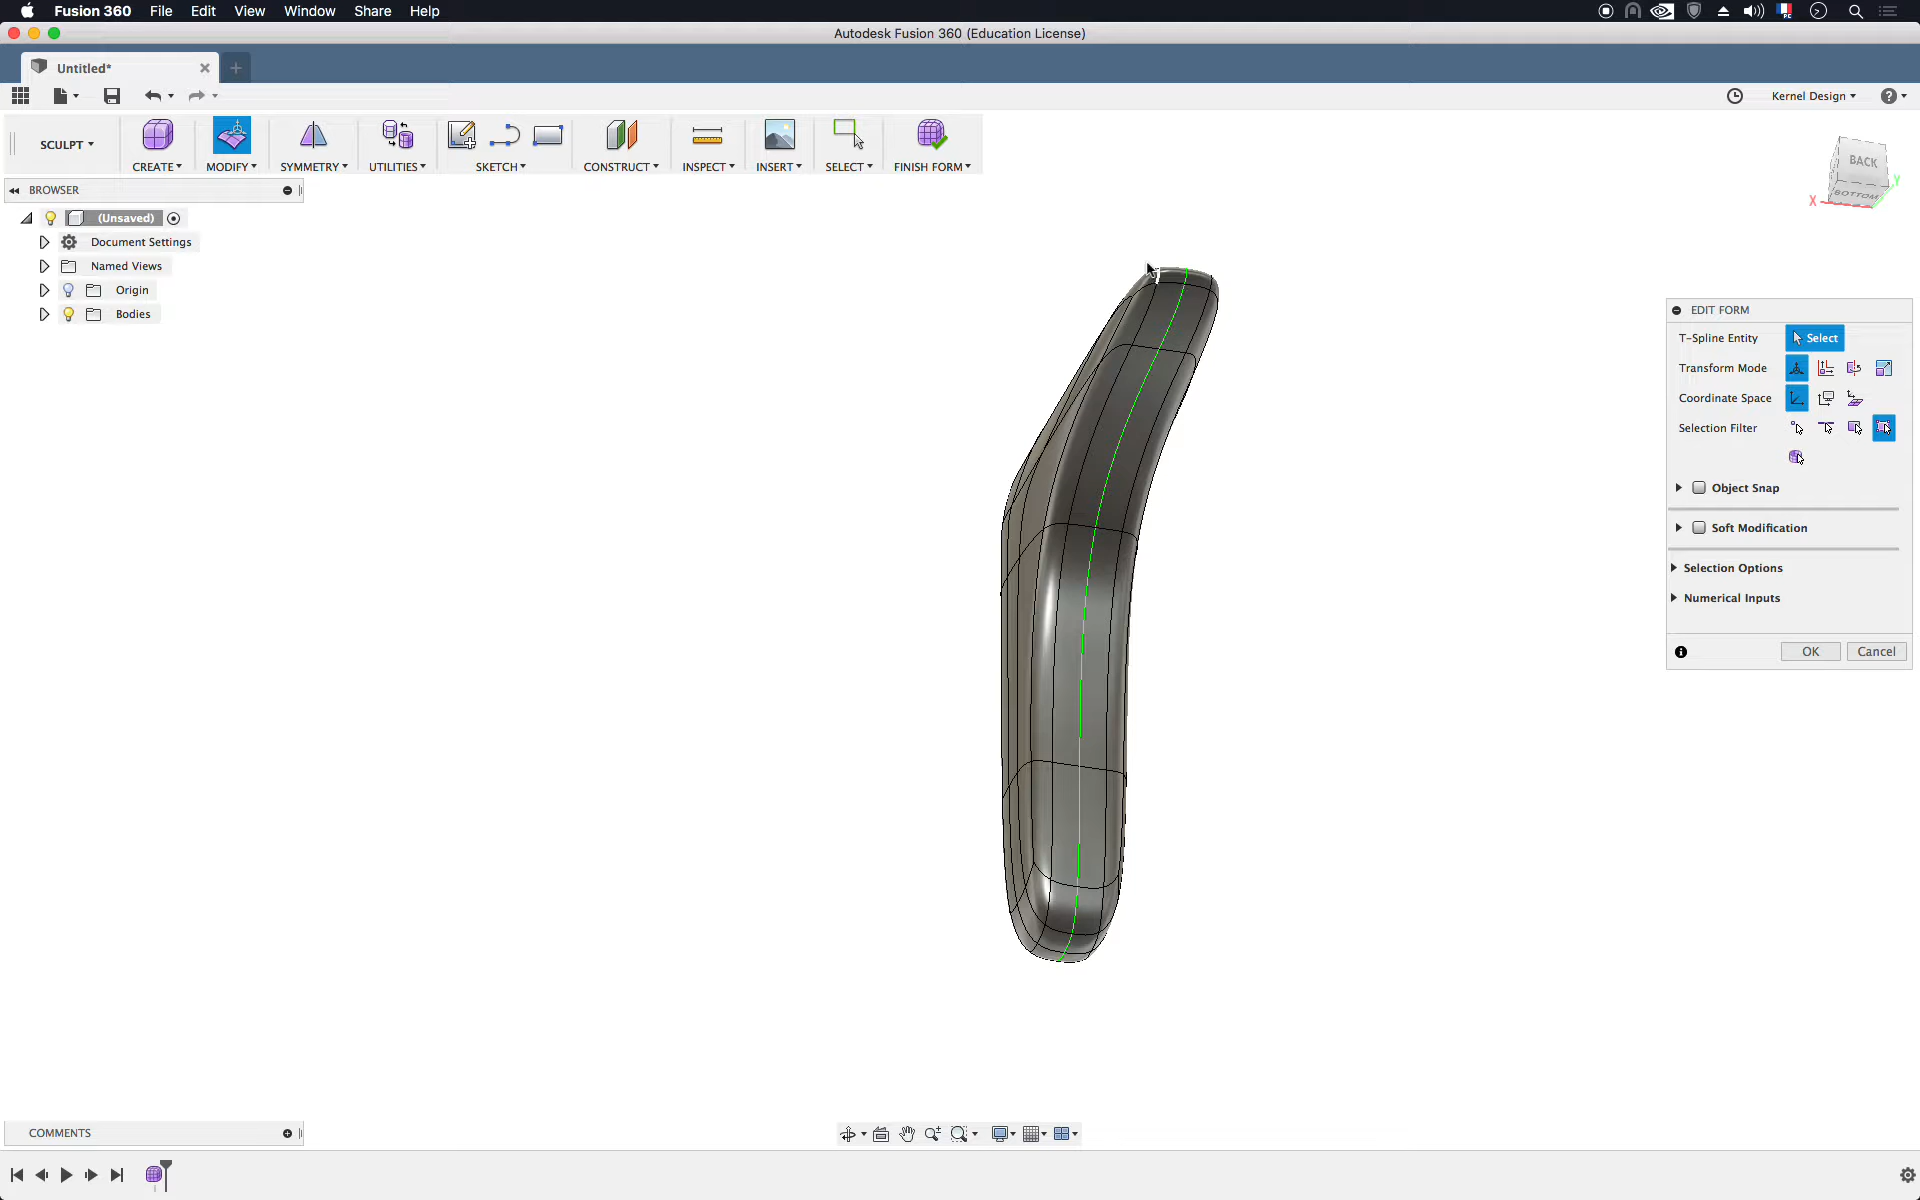 Fusion 360 File Edit View Window Share Help
Autodesk Fusion 360 (Education License)
Untitled*
Kernel Design
SCULPT
CREATE MODIFY SYMMETRY UTILITIES SKETCH CONSTRUCT INSPECT INSERT SELECT FINISH FORM
BACK
BOTTOM
X
Y
BROWSER
(Unsaved)
Document Settings
Named Views
Origin
Bodies
EDIT FORM
T-Spline Entity Select
Transform Mode
Coordinate Space
Selection Filter
Object Snap
Soft Modification
Selection Options
Numerical Inputs
OK Cancel
COMMENTS